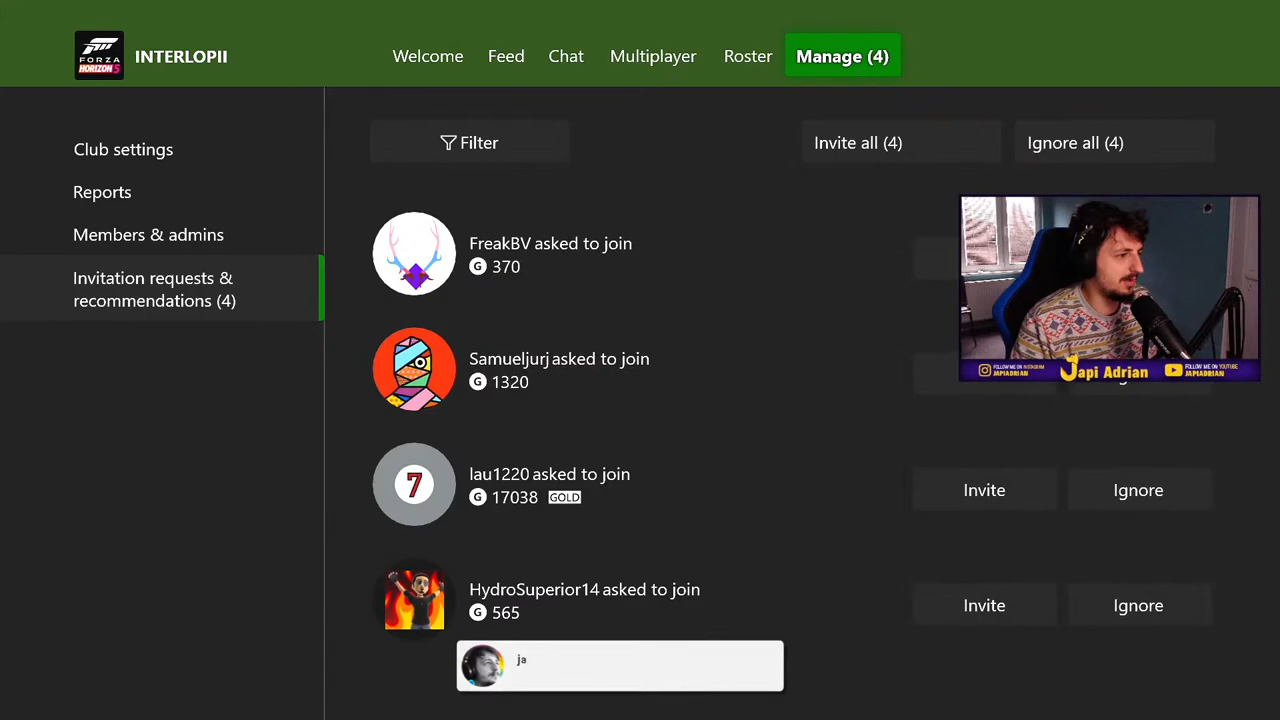 FORZA
HORIZON 5
INTERLOPII
Welcome
Feed
Chat
Multiplayer
Roster
Manage (4)
Club settings
Reports
Members & admins
Invitation requests &
recommendations (4)
Filter
Invite all (4)
Ignore all (4)
FreakBV asked to join
G 370
Samueljurj asked to join
G 1320
lau1220 asked to join
G 17038 GOLD
7
Invite
Ignore
HydroSuperior14 asked to join
G 565
Invite
Ignore
ja
FOLLOW ME ON INSTAGRAM
JAPIADRIAN
Japi Adrian
FOLLOW ME ON YOUTUBE
JAPIADRIAN